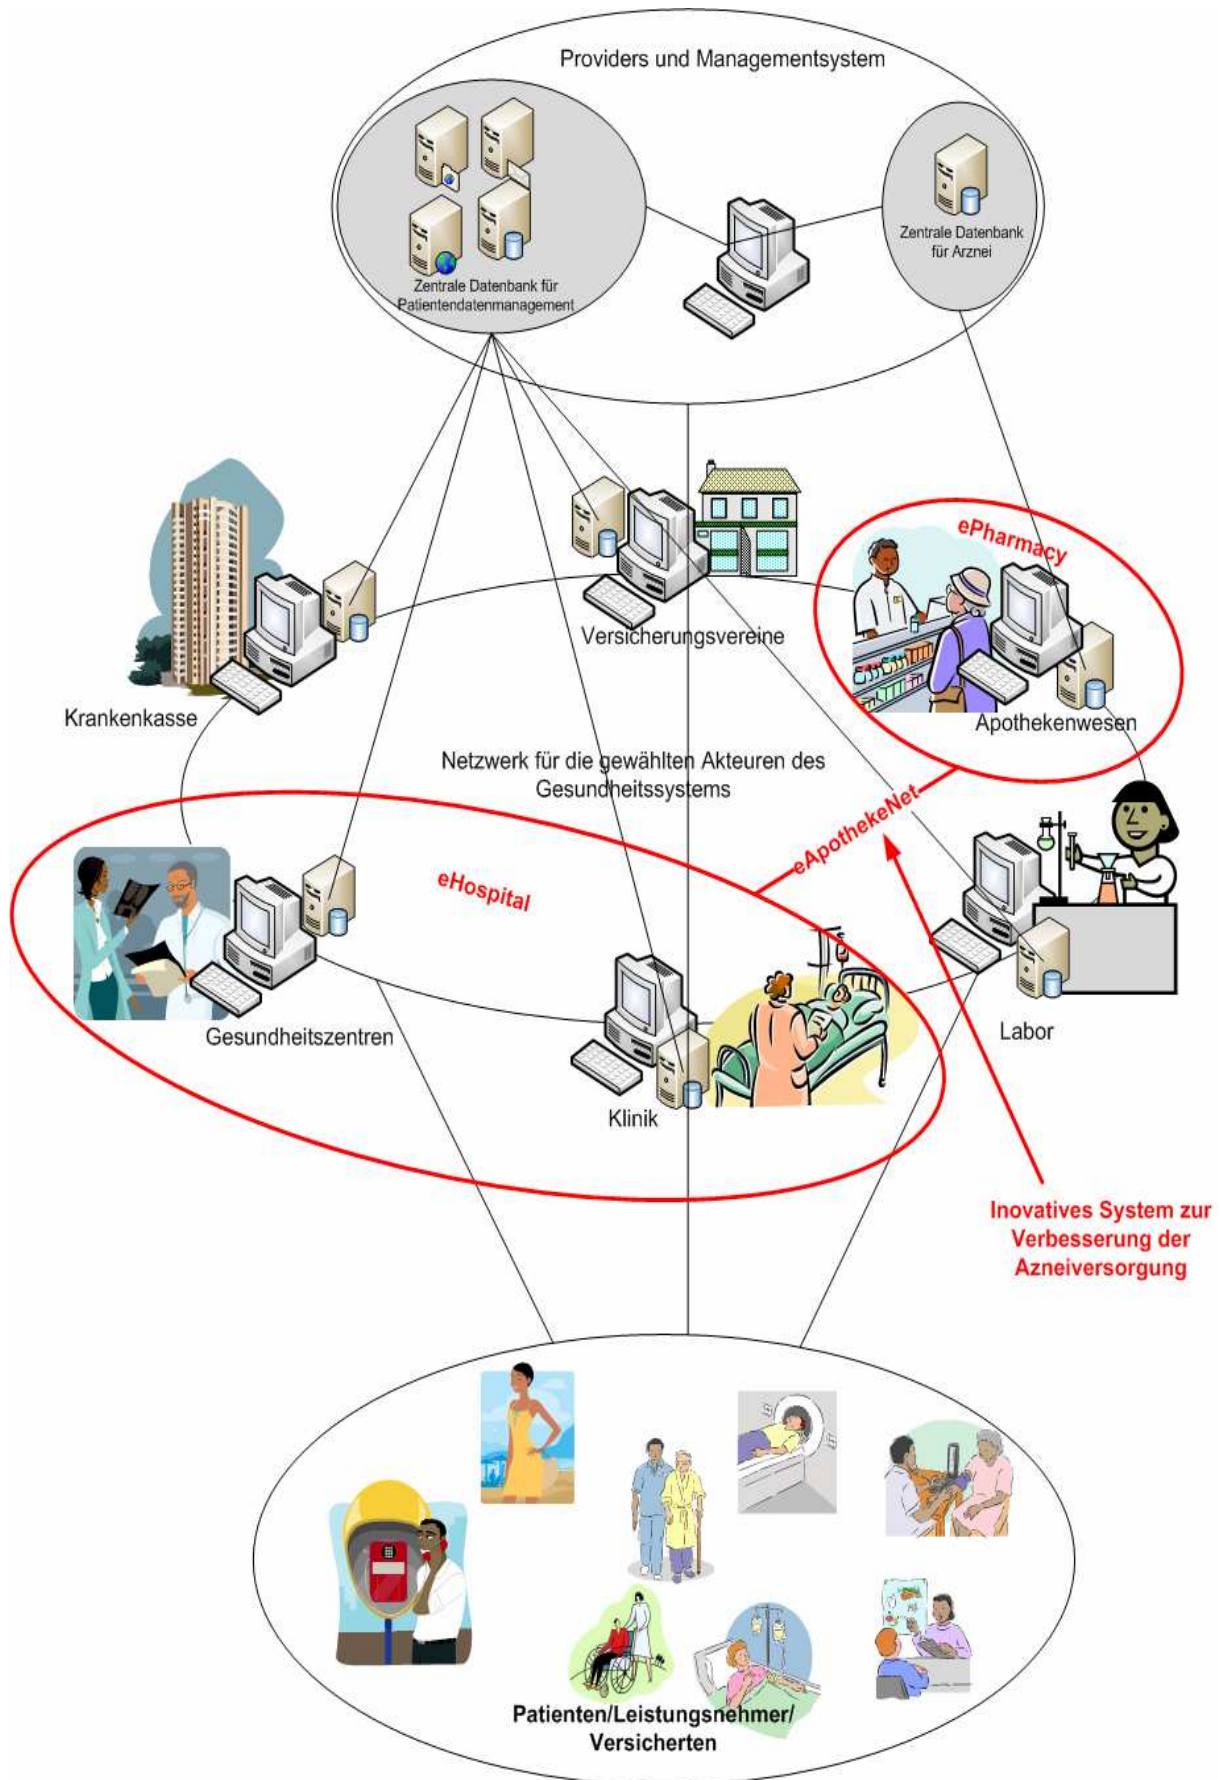 Providers und Managementsystem
Zentrale Datenbank für
Patientendatenmanagement
Zentrale Datenbank
für Arznei
ePharmacy
Versicherungsvereine
Krankenkasse
Apothekenwesen
Netzwerk für die gewählten Akteuren des
Gesundheitssystems
eApothekeNet
eHospital
Gesundheitszentren
Labor
Klinik
Inovatives System zur
Verbesserung der
Azneiversorgung
Patienten/Leistungsnehmer/
Versicherten